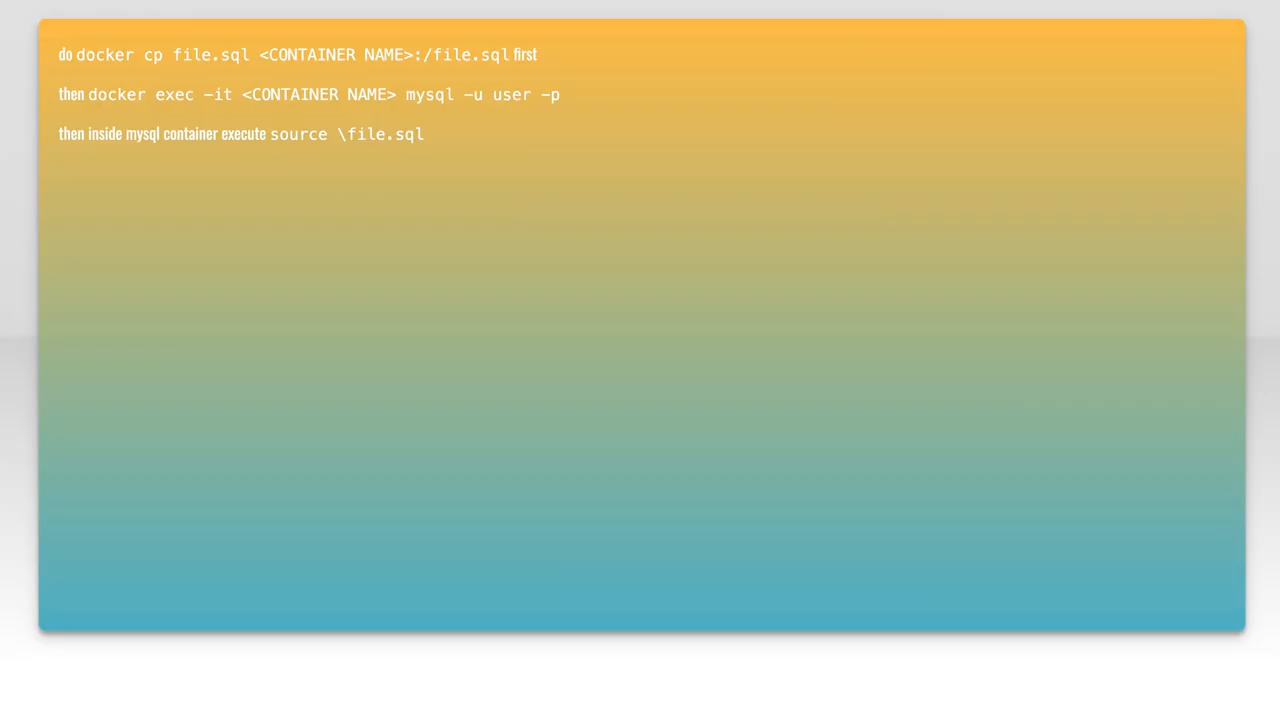 do docker cp file.sql <CONTAINER NAME>:/file.sql first
then docker exec -it <CONTAINER NAME> mysql -u user -p
then inside mysql container execute source \file.sql